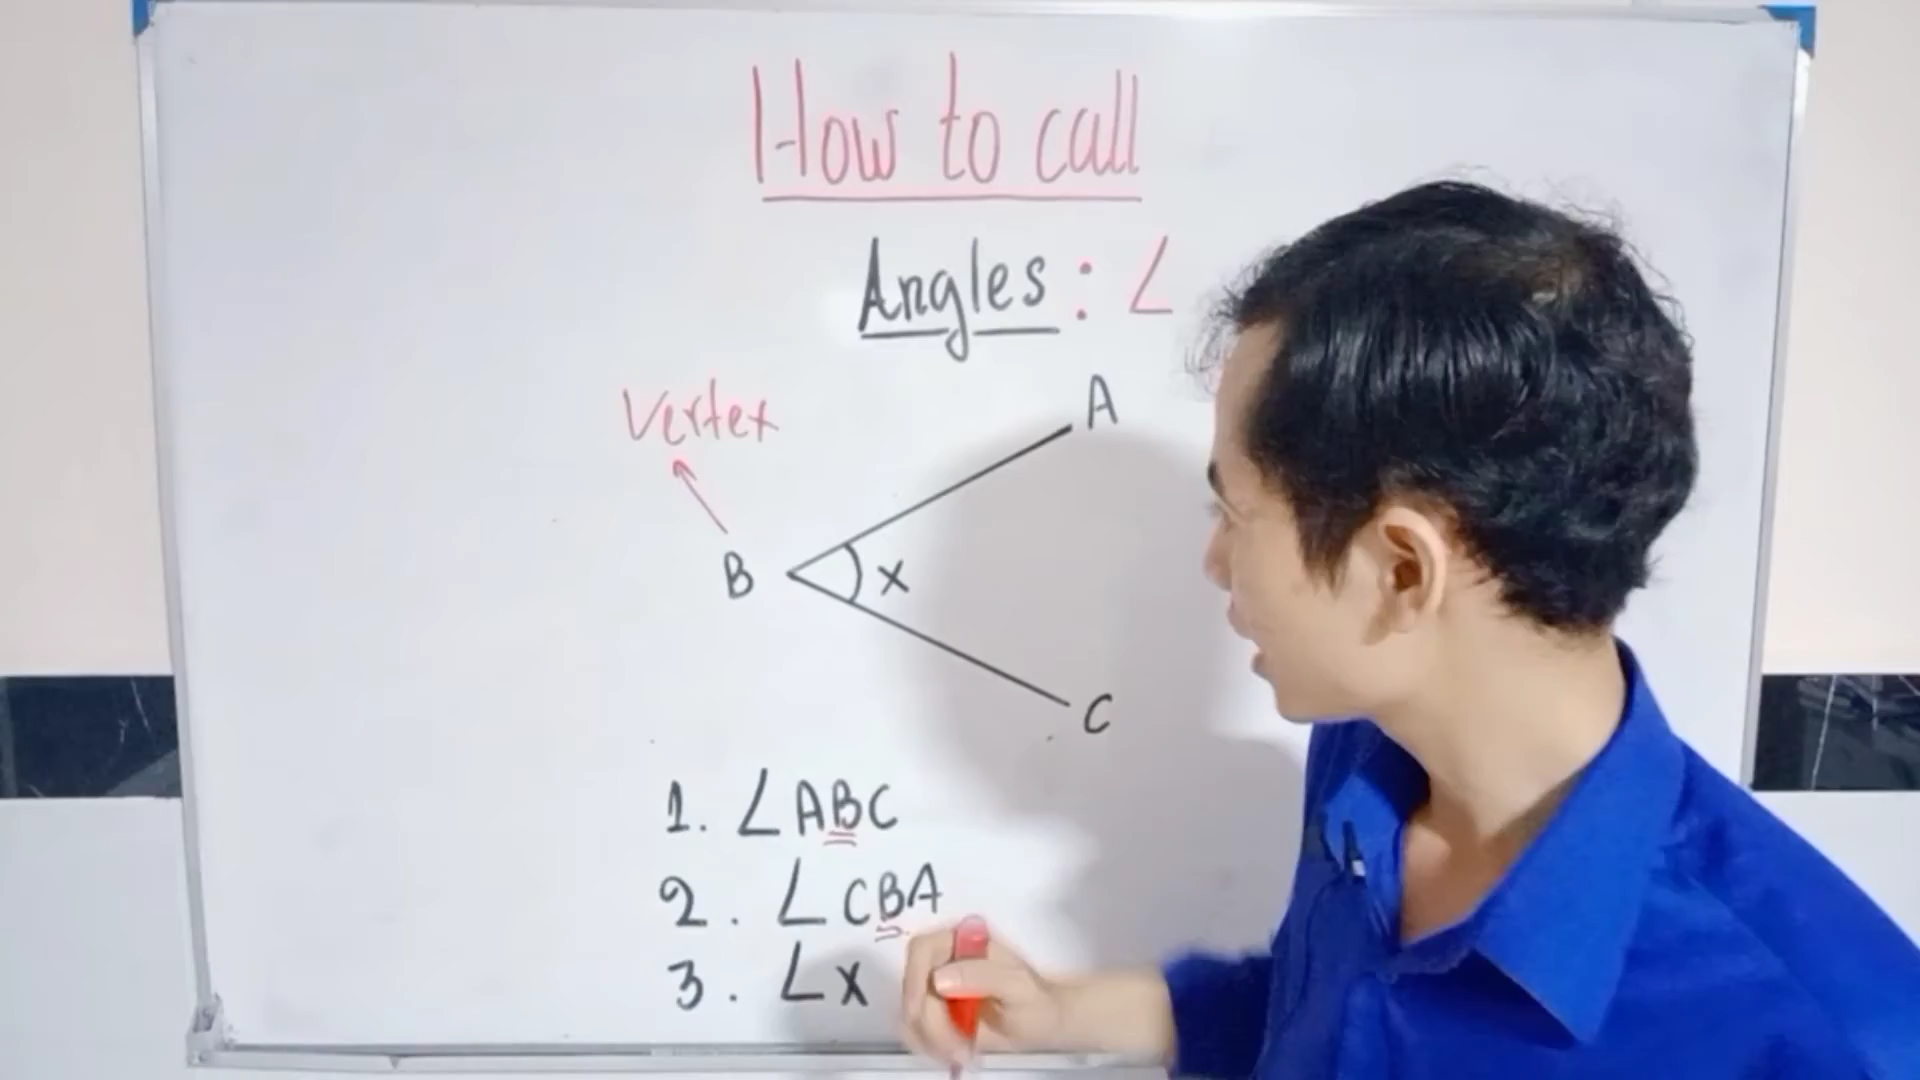 How to call
Angles : ∠
Vertex
A
B
x
C
1. ∠ABC
2. ∠CBA
3. ∠x